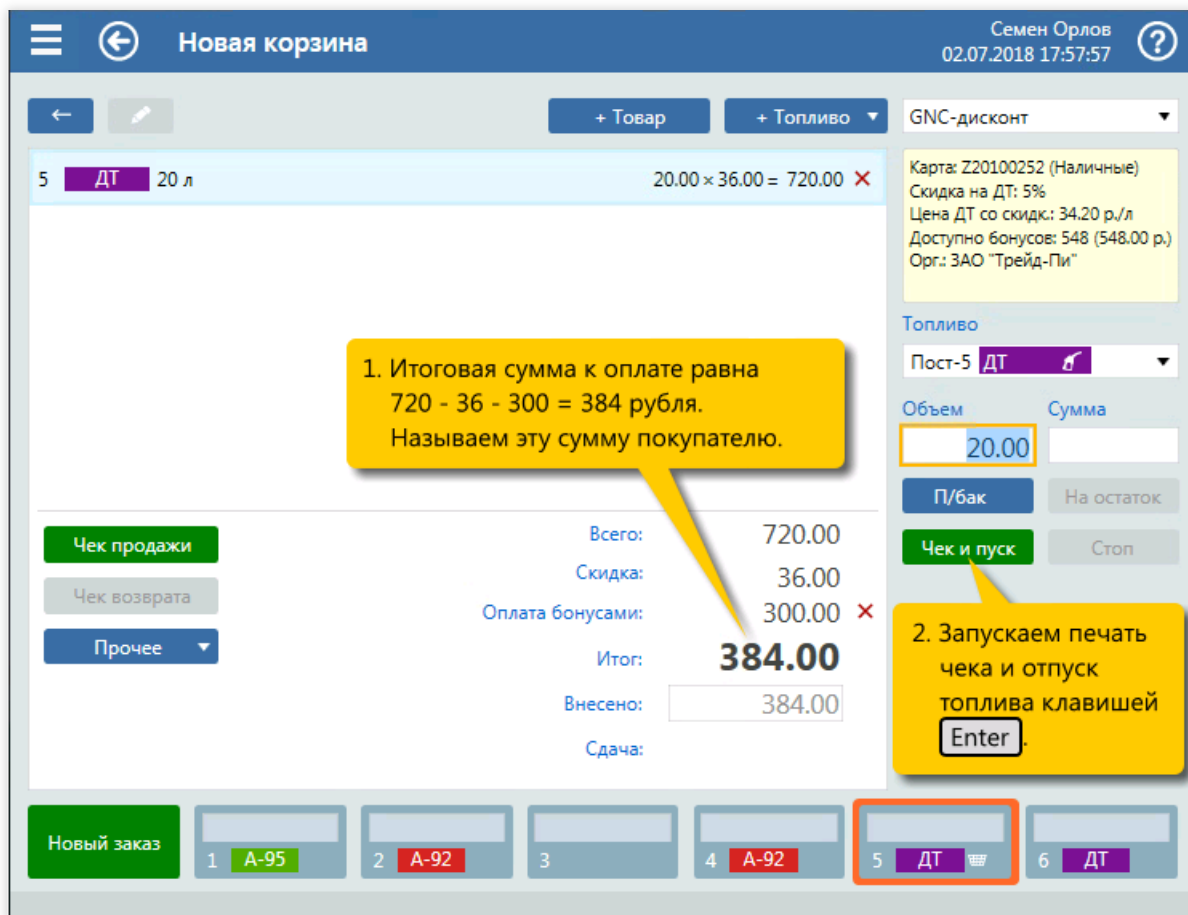 Новая корзина
Семен Орлов
02.07.2018 17:57:57
+ Товар
+ Топливо
GNC-дисконт
5 ДТ 20 л 20.00 × 36.00 = 720.00
Карта: Z20100252 (Наличные)
Скидка на ДТ: 5%
Цена ДТ со скидк.: 34.20 р./л
Доступно бонусов: 548 (548.00 р.)
Орг.: ЗАО "Трейд-Пи"
Топливо
Пост-5 ДТ
Объем Сумма
20.00
П/бак На остаток
Чек и пуск Стоп
1. Итоговая сумма к оплате равна
720 - 36 - 300 = 384 рубля.
Называем эту сумму покупателю.
Чек продажи
Чек возврата
Прочее
Всего: 720.00
Скидка: 36.00
Оплата бонусами: 300.00
Итог: 384.00
Внесено: 384.00
Сдача:
2. Запускаем печать
чека и отпуск
топлива клавишей
Enter.
Новый заказ
1 А-95
2 А-92
3
4 А-92
5 ДТ
6 ДТ